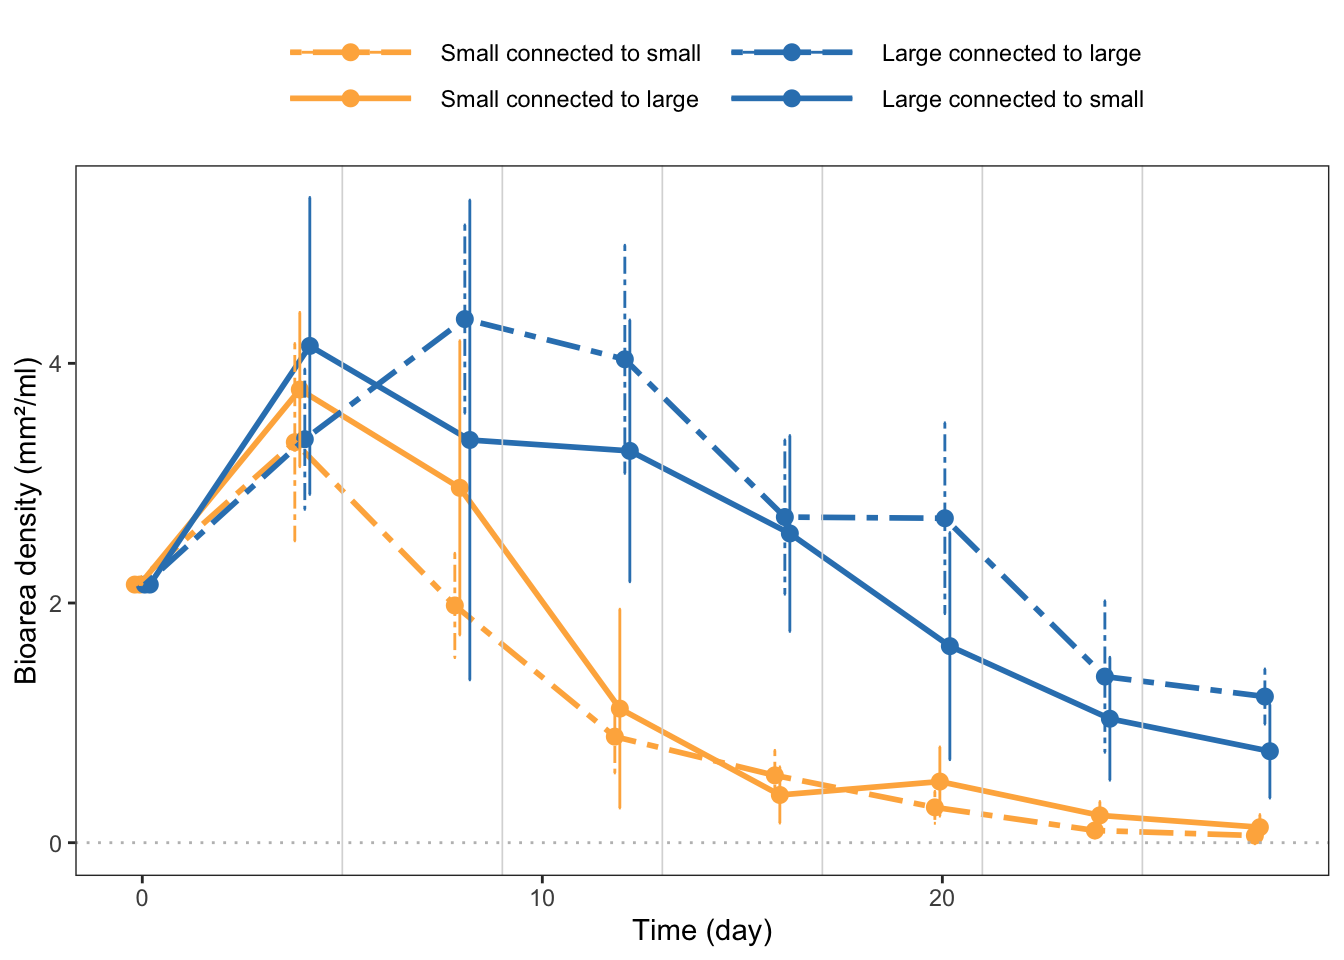 Small connected to small
Large connected to large
Small connected to large
Large connected to small
Bioarea density (mm²/ml)
4
2
0
0
10
20
Time (day)